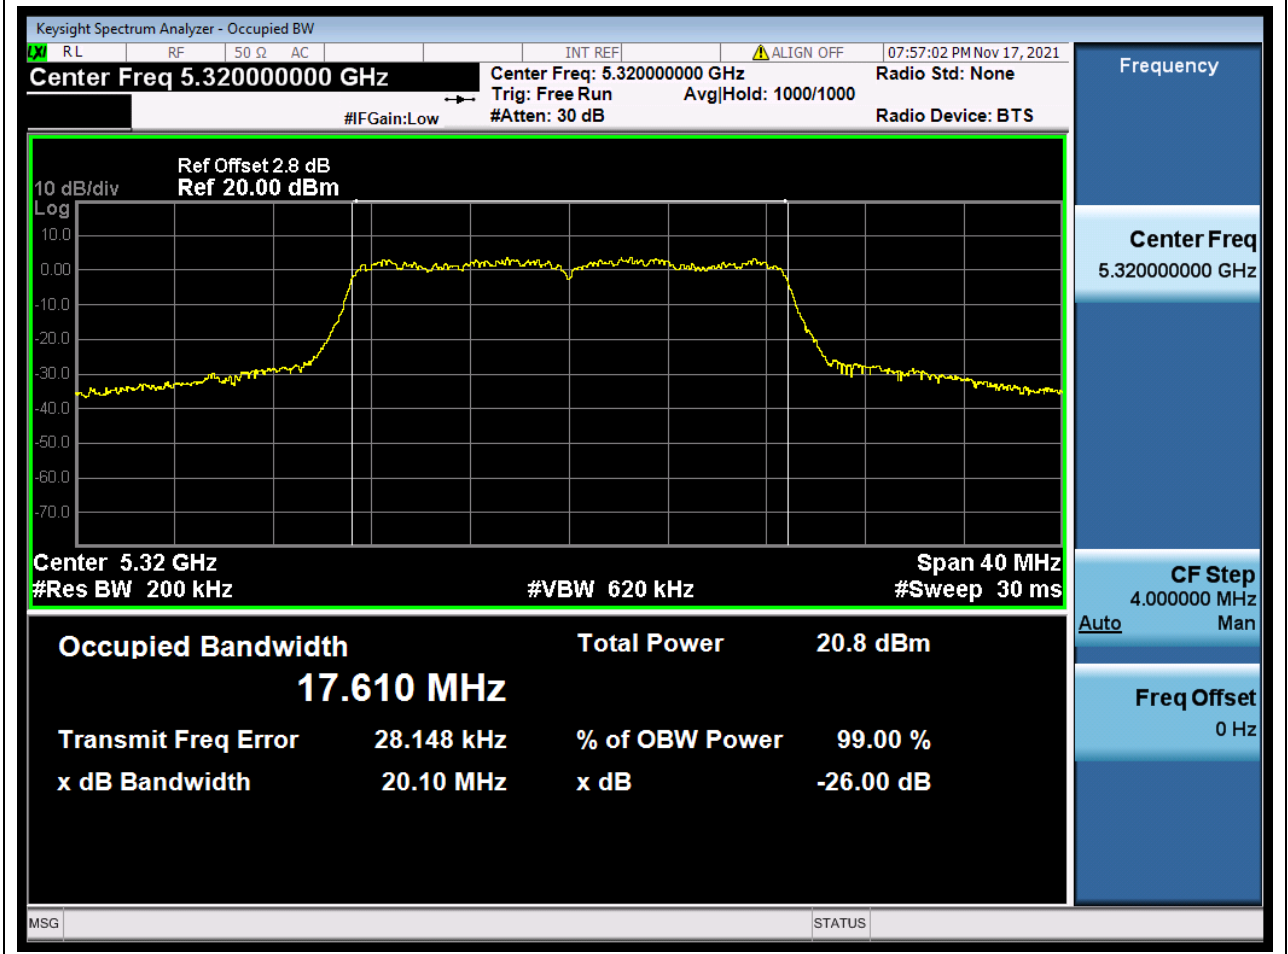 Keysight Spectrum Analyzer - Occupied BW
LXI RL RF 50 Ω AC INT REF ALIGN OFF 07:57:02 PM Nov 17, 2021
Center Freq 5.320000000 GHz
#IFGain:Low
Center Freq: 5.320000000 GHz
Trig: Free Run Avg|Hold: 1000/1000
#Atten: 30 dB
Radio Std: None
Radio Device: BTS
Ref Offset 2.8 dB
10 dB/div Ref 20.00 dBm
Log
10.0
0.00
-10.0
-20.0
-30.0
-40.0
-50.0
-60.0
-70.0
Center 5.32 GHz Span 40 MHz
#Res BW 200 kHz #VBW 620 kHz #Sweep 30 ms
Occupied Bandwidth Total Power 20.8 dBm
17.610 MHz
Transmit Freq Error 28.148 kHz % of OBW Power 99.00 %
x dB Bandwidth 20.10 MHz x dB -26.00 dB
Frequency
Center Freq
5.320000000 GHz
CF Step
4.000000 MHz
Auto Man
Freq Offset
0 Hz
MSG STATUS